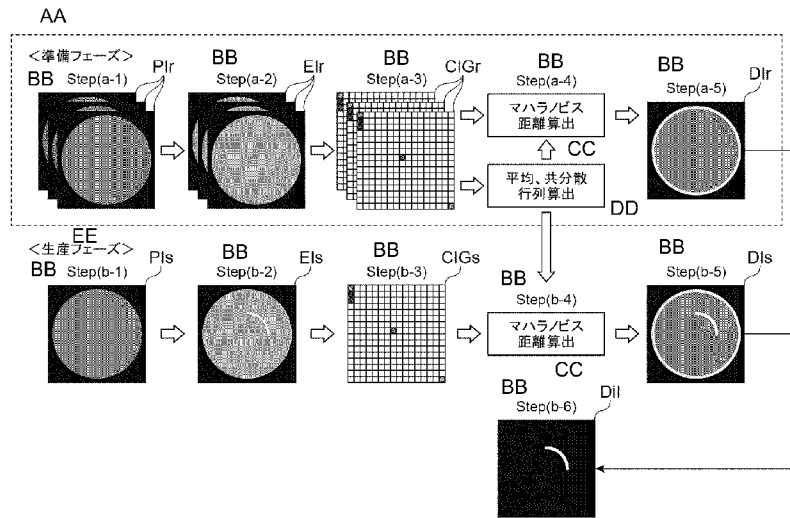 AA
<準備フェーズ>
BB Step(a-1) PIr
BB Step(a-2) EIr
BB Step(a-3) CIGr
BB Step(a-4)
マハラノビス
距離算出
CC
平均、共分散
行列算出
DD
BB Step(a-5) DIr
EE
<生産フェーズ>
BB Step(b-1) PIs
BB Step(b-2) EIs
BB Step(b-3) CIGs
BB Step(b-4)
マハラノビス
距離算出
CC
BB Step(b-5) DIs
BB Step(b-6) DiI